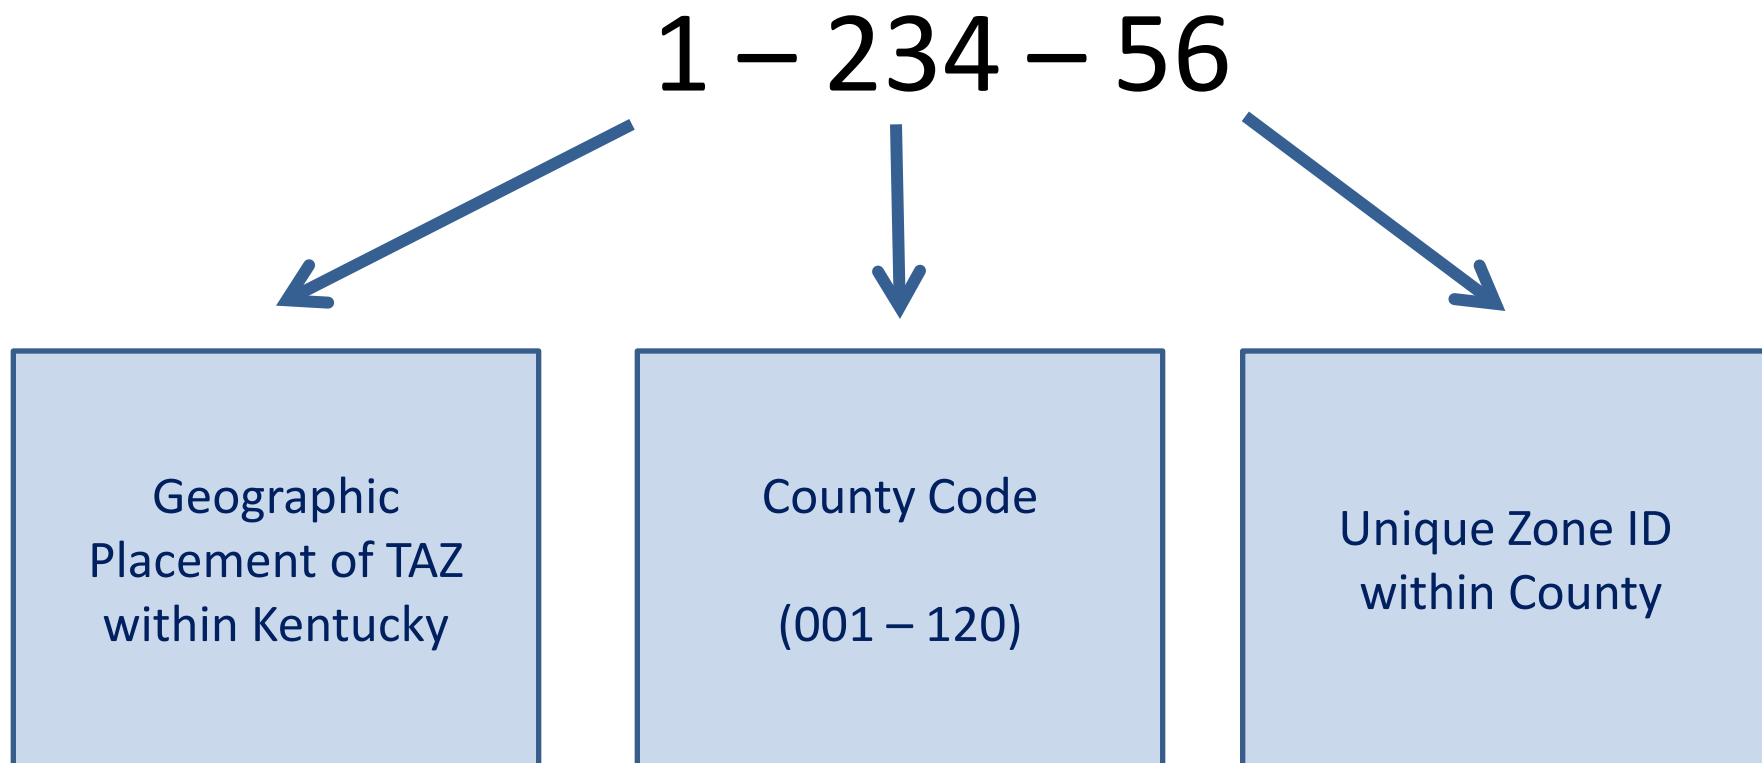 1 – 234 – 56
Geographic
Placement of TAZ
within Kentucky
County Code
(001 – 120)
Unique Zone ID
within County